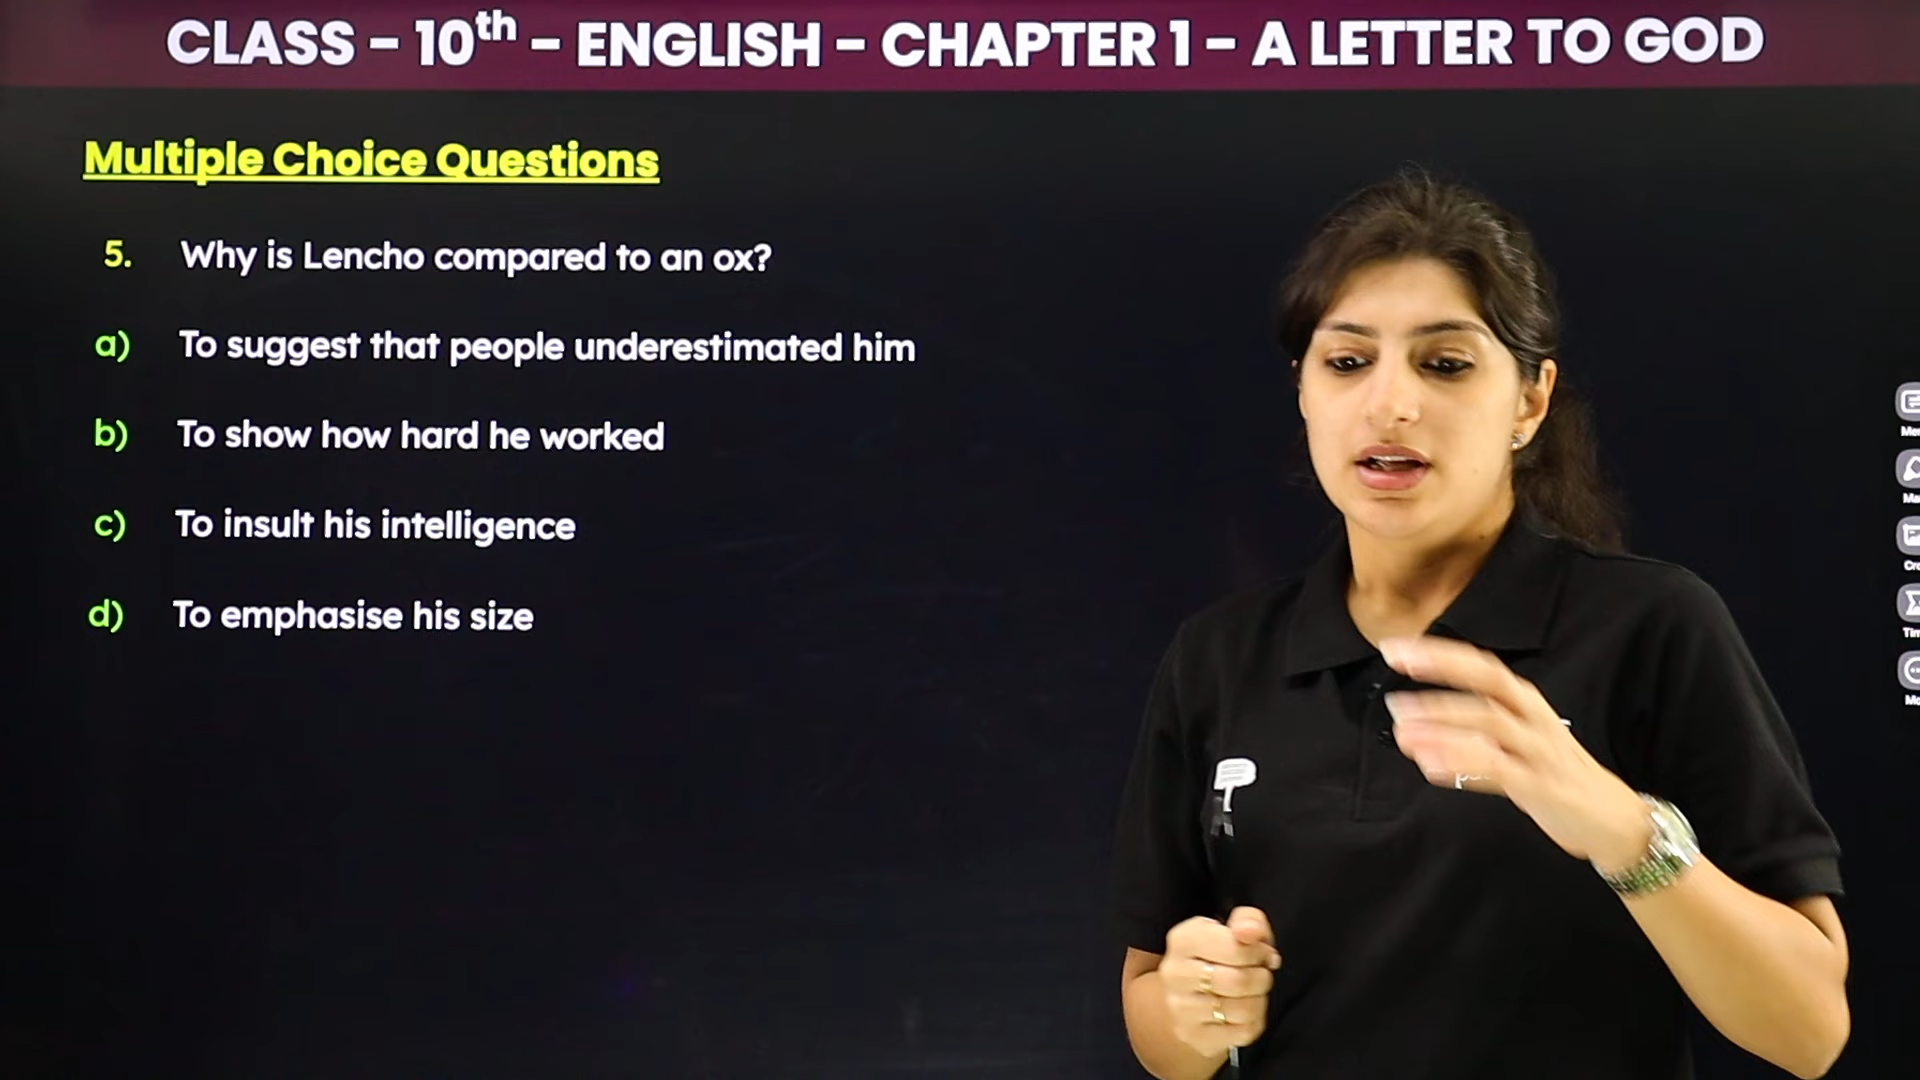 CLASS – 10th – ENGLISH – CHAPTER 1 – A LETTER TO GOD
Multiple Choice Questions
5. Why is Lencho compared to an ox?
a) To suggest that people underestimated him
b) To show how hard he worked
c) To insult his intelligence
d) To emphasise his size